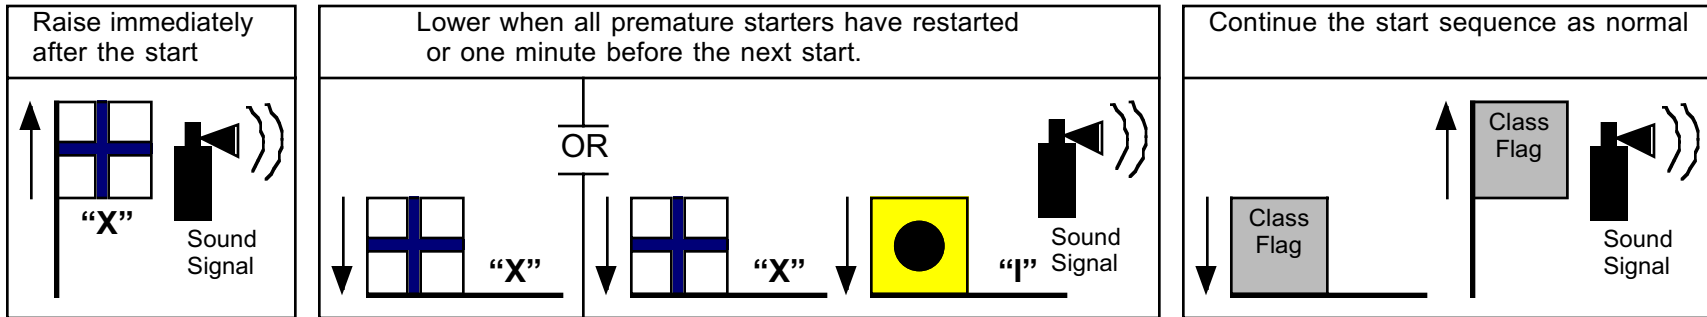 Raise immediately
after the start
“X”
Sound
Signal
Lower when all premature starters have restarted
or one minute before the next start.
OR
“X”
“X”
“I”
Sound
Signal
Continue the start sequence as normal
Class
Flag
Class
Flag
Sound
Signal